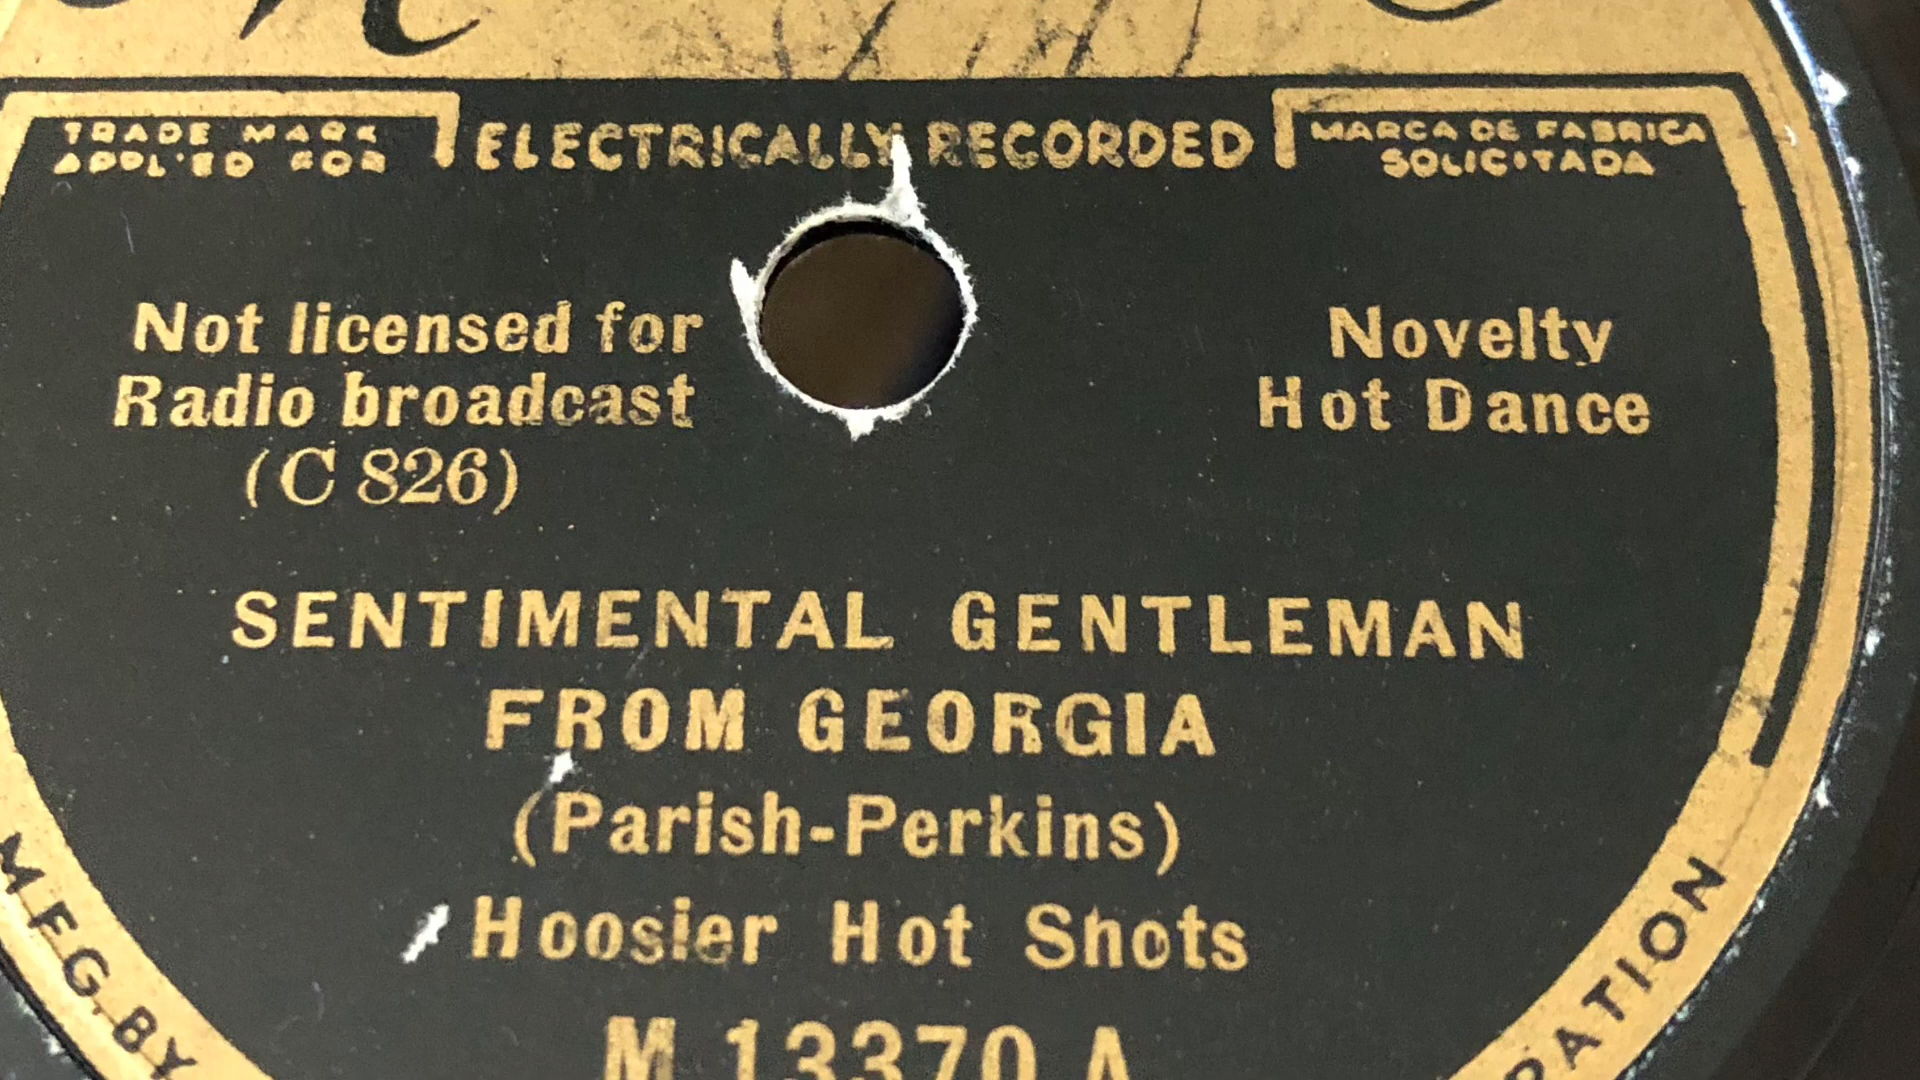 TRADE MARK
APPL'ED FOR
ELECTRICALLY RECORDED
MARCA DE FABRICA
SOLICITADA
Not licensed for
Radio broadcast
(C 826)
Novelty
Hot Dance
SENTIMENTAL GENTLEMAN
FROM GEORGIA
(Parish-Perkins)
Hoosier Hot Shots
M 13370 A
MFG. BY